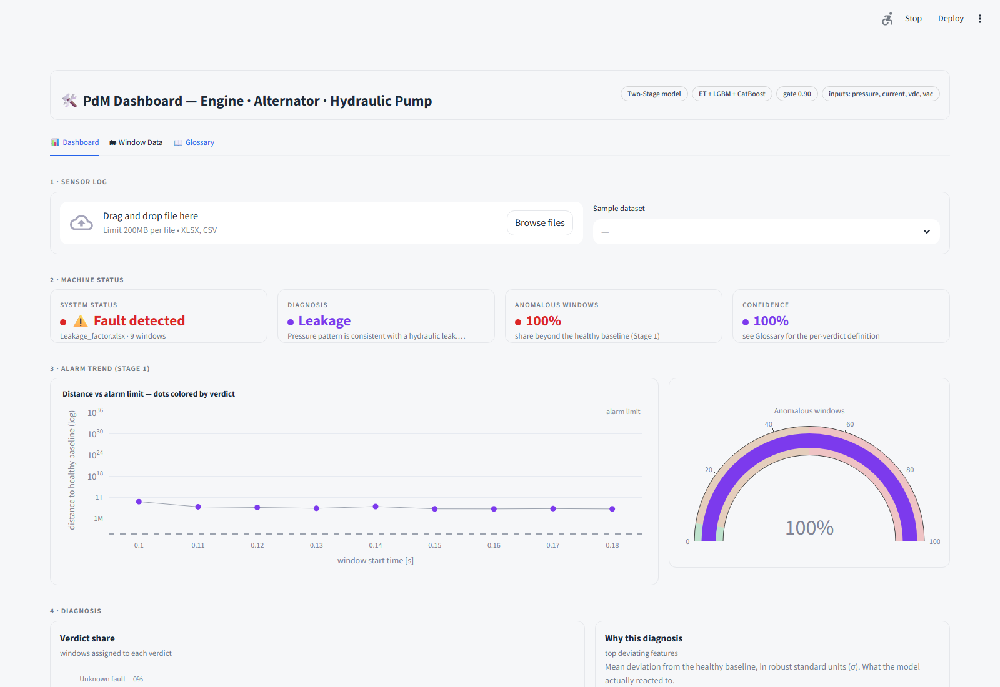 Stop Deploy
🛠️ PdM Dashboard — Engine · Alternator · Hydraulic Pump
Two-Stage model ET + LGBM + CatBoost gate 0.90 inputs: pressure, current, vdc, vac
📊 Dashboard Window Data 📖 Glossary
1 · SENSOR LOG
Drag and drop file here
Limit 200MB per file • XLSX, CSV
Browse files
Sample dataset
—
2 · MACHINE STATUS
SYSTEM STATUS
⚠️ Fault detected
Leakage_factor.xlsx · 9 windows
DIAGNOSIS
Leakage
Pressure pattern is consistent with a hydraulic leak.…
ANOMALOUS WINDOWS
100%
share beyond the healthy baseline (Stage 1)
CONFIDENCE
100%
see Glossary for the per-verdict definition
3 · ALARM TREND (STAGE 1)
Distance vs alarm limit — dots colored by verdict
distance to healthy baseline (log)
10³⁶
10³⁰
10²⁴
10¹⁸
1T
1M
alarm limit
0.1 0.11 0.12 0.13 0.14 0.15 0.16 0.17 0.18
window start time [s]
Anomalous windows
0 20 40 60 80 100
100%
4 · DIAGNOSIS
Verdict share
windows assigned to each verdict
Unknown fault 0%
Why this diagnosis
top deviating features
Mean deviation from the healthy baseline, in robust standard units (σ). What the model
actually reacted to.